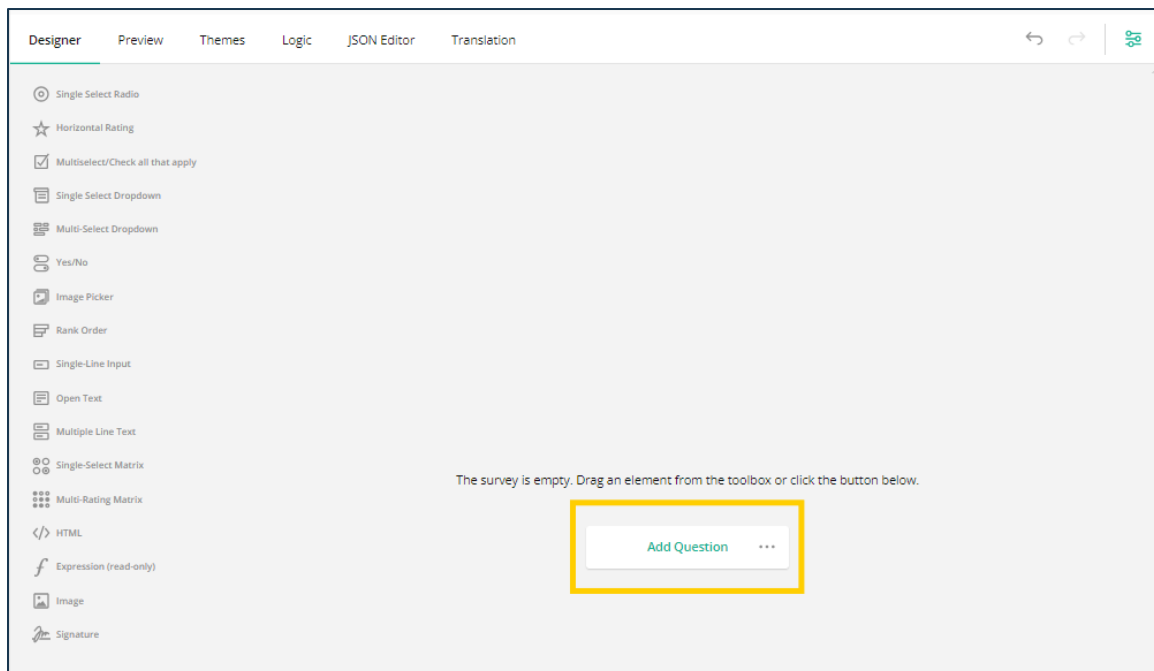 Designer Preview Themes Logic JSON Editor Translation
Single Select Radio
Horizontal Rating
Multiselect/Check all that apply
Single Select Dropdown
Multi-Select Dropdown
Yes/No
Image Picker
Rank Order
Single-Line Input
Open Text
Multiple Line Text
Single-Select Matrix
Multi-Rating Matrix
HTML
Expression (read-only)
Image
Signature
The survey is empty. Drag an element from the toolbox or click the button below.
Add Question